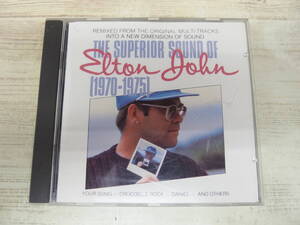 REMIXED FROM THE ORIGINAL MULTI-TRACKS
INTO A NEW DIMENSION OF SOUND
THE SUPERIOR SOUND OF
Elton John
(1970-1975)
YOUR SONG · CROCODILE ROCK · DANIEL · AND OTHERS